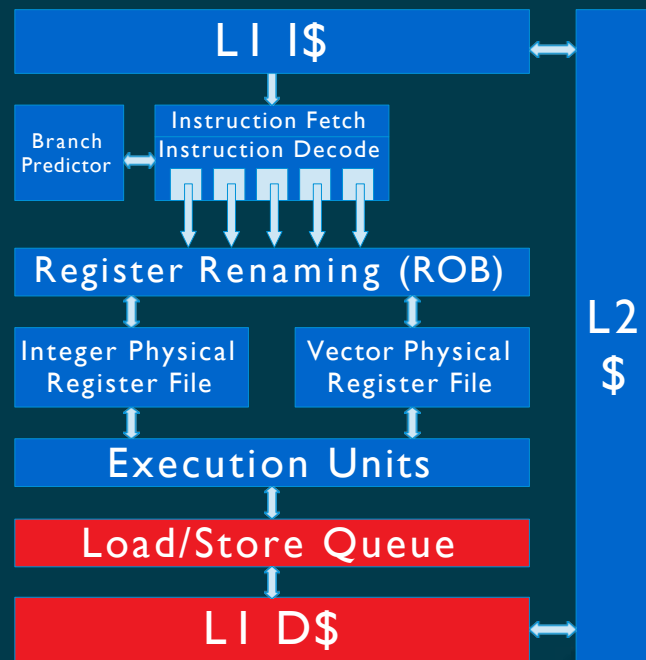 L1 I$
Instruction Fetch
Branch
Predictor
Instruction Decode
Register Renaming (ROB)
Integer Physical
Register File
Vector Physical
Register File
L2
$
Execution Units
Load/Store Queue
L1 D$